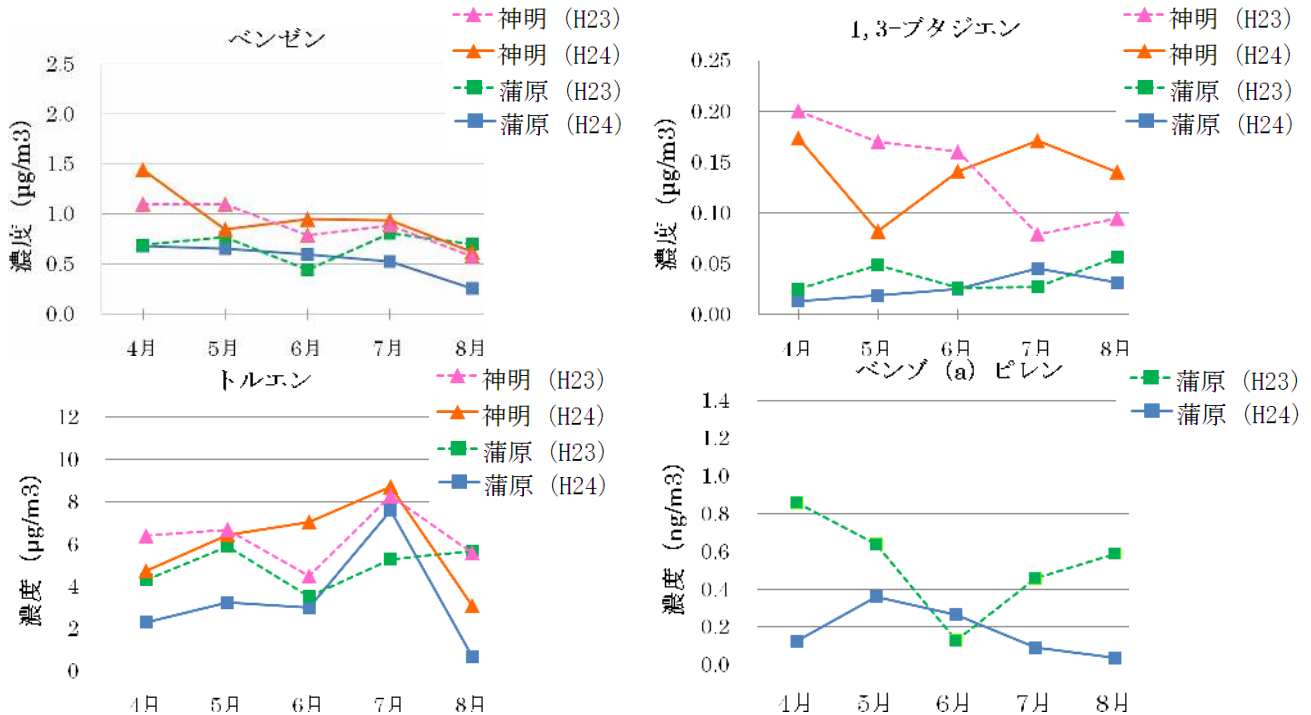 ベンゼン
神明 (H23)
神明 (H24)
蒲原 (H23)
蒲原 (H24)
濃度 (μg/m3)
2.5
2.0
1.5
1.0
0.5
0.0
4月 5月 6月 7月 8月
1,3-ブタジエン
神明 (H23)
神明 (H24)
蒲原 (H23)
蒲原 (H24)
濃度 (μg/m3)
0.25
0.20
0.15
0.10
0.05
0.00
4月 5月 6月 7月 8月
トルエン
神明 (H23)
神明 (H24)
蒲原 (H23)
蒲原 (H24)
濃度 (μg/m3)
12
10
8
6
4
2
0
4月 5月 6月 7月 8月
ベンゾ (a) ピレン
蒲原 (H23)
蒲原 (H24)
濃度 (ng/m3)
1.4
1.2
1.0
0.8
0.6
0.4
0.2
0.0
4月 5月 6月 7月 8月